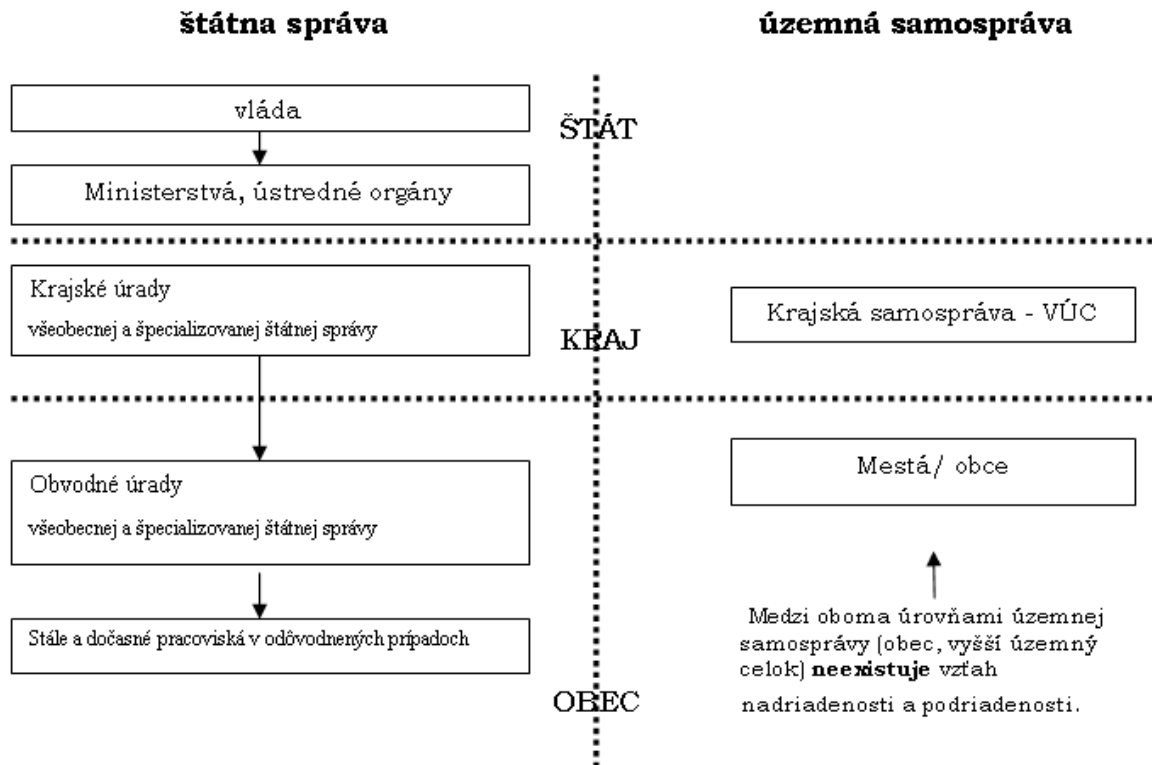 štátna správa
územná samospráva
vláda
ŠTÁT
Ministerstvá, ústredné orgány
Krajské úrady
všeobecnej a špecializovanej štátnej správy
KRAJ
Krajská samospráva - VÚC
Obvodné úrady
všeobecnej a špecializovanej štátnej správy
Mestá/ obce
Stále a dočasné pracoviská v odôvodnených prípadoch
OBEC
Medzi oboma úrovňami územnej
samosprávy (obec, vyšší územný
celok) neexistuje vzťah
nadriadenosti a podriadenosti.